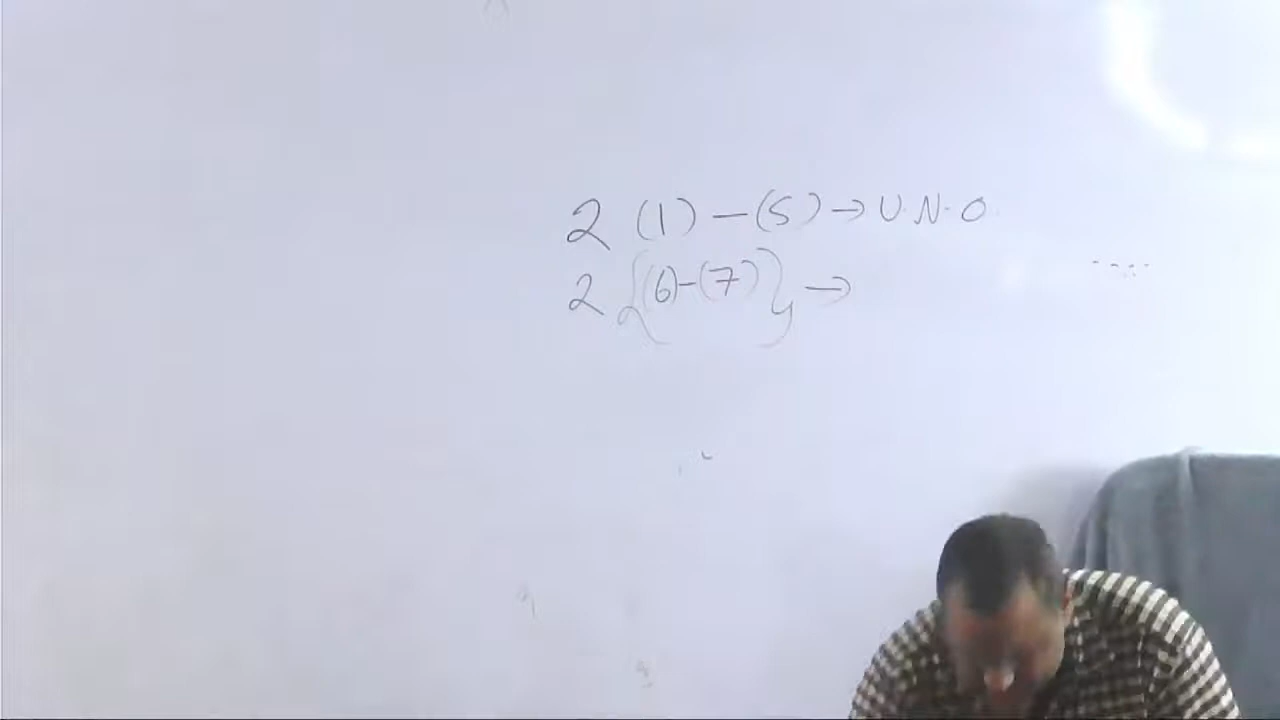 2 (1) - (5) → U.N.O.
2 {(6)-(7)} →